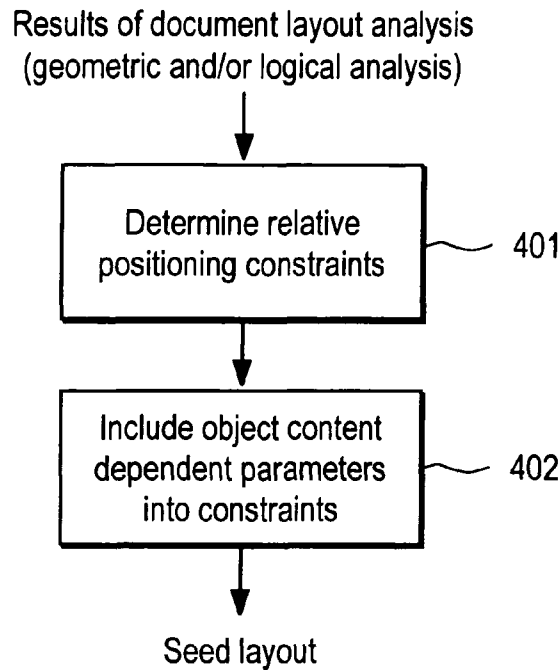 Results of document layout analysis
(geometric and/or logical analysis)
Determine relative
positioning constraints
401
Include object content
dependent parameters
into constraints
402
Seed layout